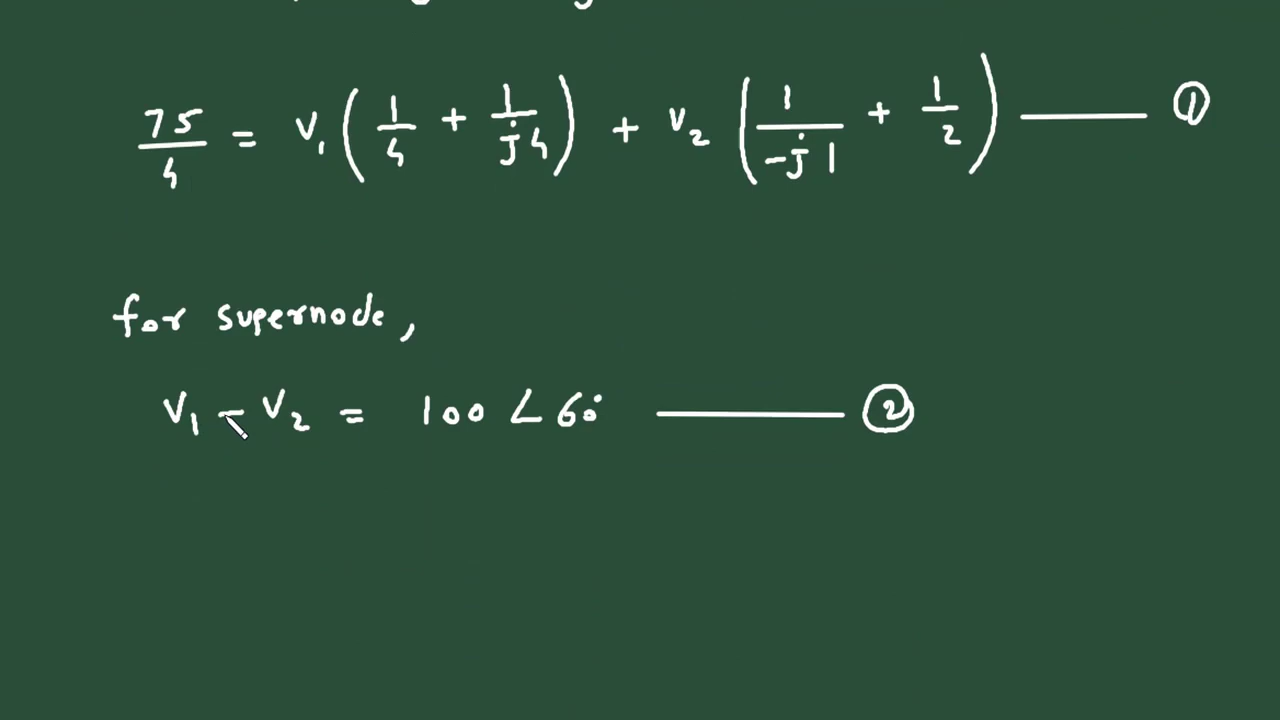 75/4 = V₁ (1/4 + 1/j4) + V₂ (1/-j1 + 1/2) —— ①
for supernode,
V₁ - V₂ = 100 ∠60° —— ②